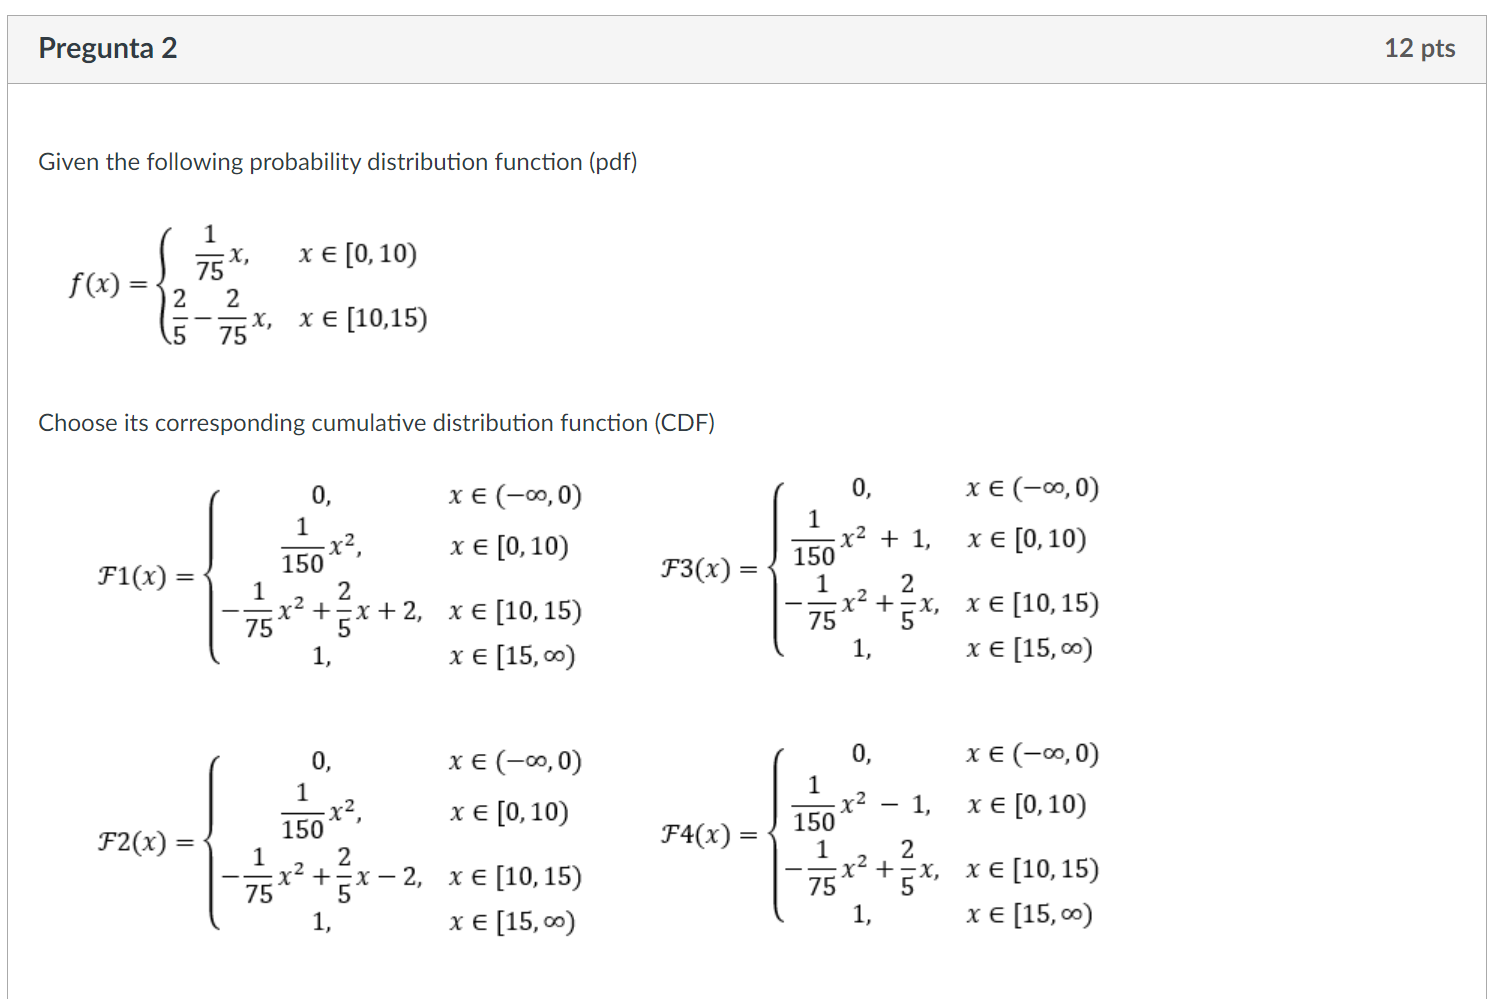 Pregunta 2 12 pts
Given the following probability distribution function (pdf)
f(x) = { 1/75 x, x ∈ [0, 10)
2/5 − 2/75 x, x ∈ [10,15)
Choose its corresponding cumulative distribution function (CDF)
ℱ1(x) = { 0, x ∈ (−∞, 0)
1/150 x², x ∈ [0, 10)
−1/75 x² + 2/5 x + 2, x ∈ [10, 15)
1, x ∈ [15, ∞)
ℱ3(x) = { 0, x ∈ (−∞, 0)
1/150 x² + 1, x ∈ [0, 10)
−1/75 x² + 2/5 x, x ∈ [10, 15)
1, x ∈ [15, ∞)
ℱ2(x) = { 0, x ∈ (−∞, 0)
1/150 x², x ∈ [0, 10)
−1/75 x² + 2/5 x − 2, x ∈ [10, 15)
1, x ∈ [15, ∞)
ℱ4(x) = { 0, x ∈ (−∞, 0)
1/150 x² − 1, x ∈ [0, 10)
−1/75 x² + 2/5 x, x ∈ [10, 15)
1, x ∈ [15, ∞)